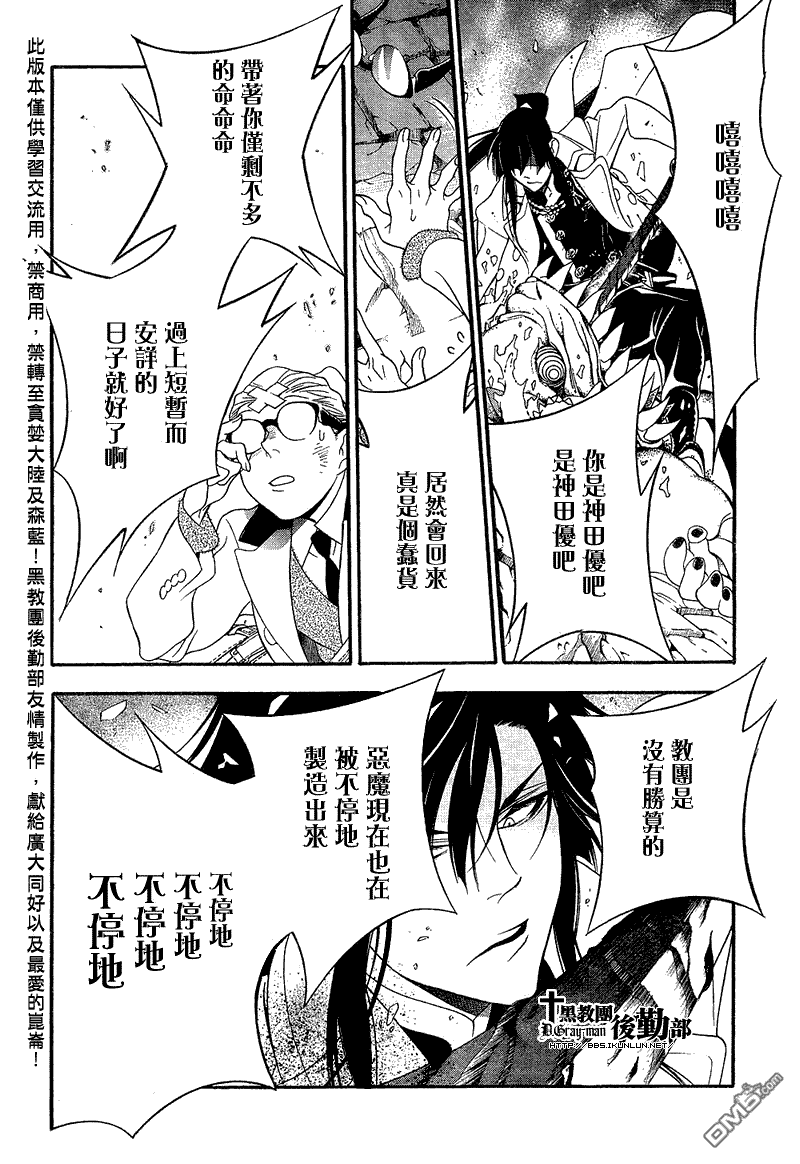 嘻嘻嘻嘻
你是神田優吧
是神田優吧
居然會回來
真是個蠢貨
帶著你僅剩不多
的命命命
過上短暫而
安詳的
日子就好了啊
教團是
沒有勝算的
惡魔現在也在
被不停地
製造出來
不停地
不停地
不停地
不停地
此版本僅供學習交流用，禁商用，禁轉至貪婪大陸及森藍！黑教團後勤部友情製作，獻給廣大同好以及最愛的崑崙！
黑教團
D.Gray-man
後勤部
HTTP://BBS.IKUNLUN.NET/
DM5.com